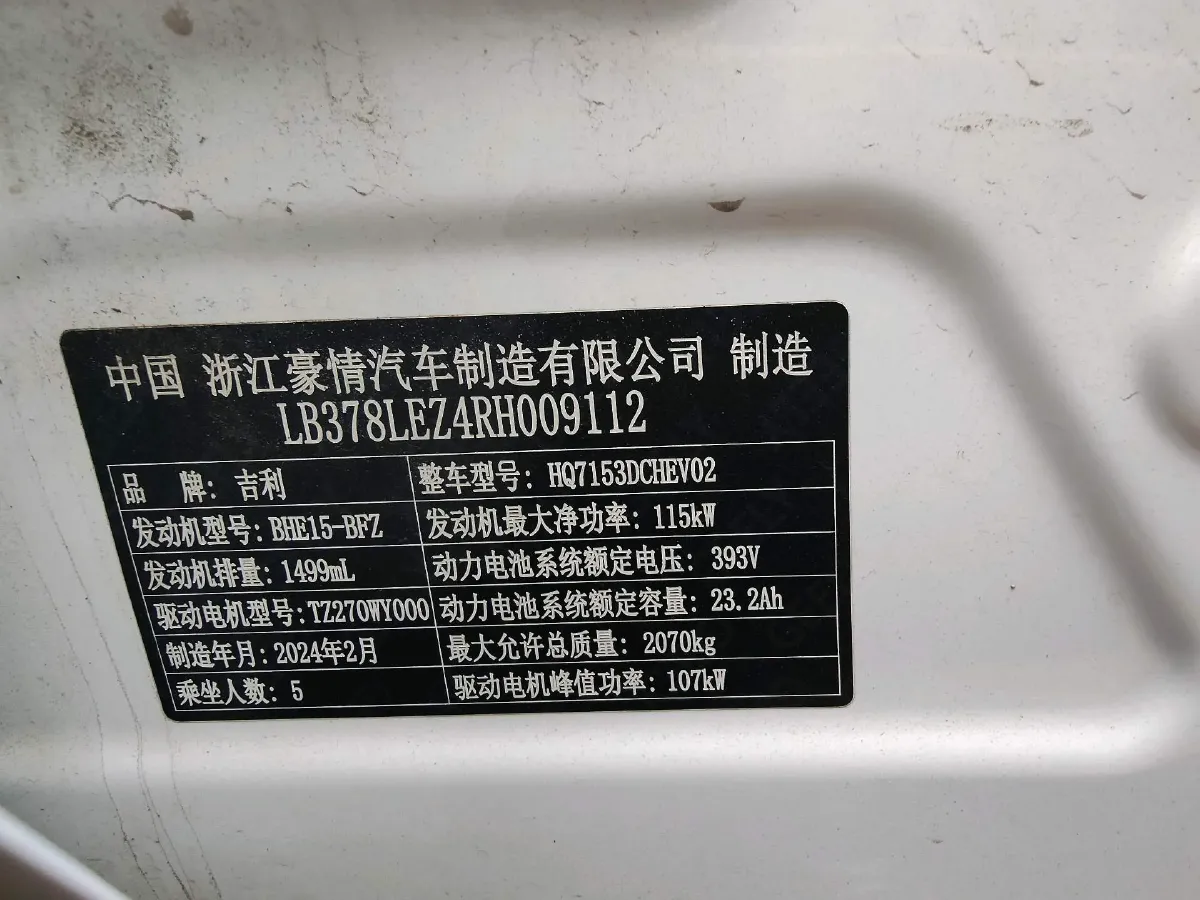 中国 浙江豪情汽车制造有限公司 制造
LB378LEZ4RH009112
品 牌: 吉利 整车型号: HQ7153DCHEV02
发动机型号: BHE15-BFZ 发动机最大净功率: 115kW
发动机排量: 1499mL 动力电池系统额定电压: 393V
驱动电机型号: TZ270WY000 动力电池系统额定容量: 23.2Ah
制造年月: 2024年2月 最大允许总质量: 2070kg
乘坐人数: 5 驱动电机峰值功率: 107kW